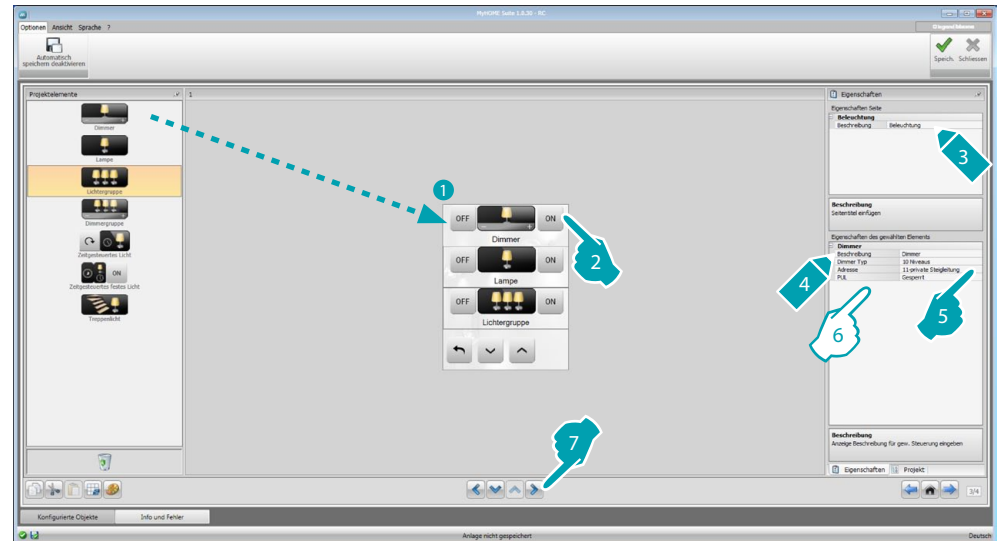 MyHOME Suite 1.0.30 - RC
Optionen Ansicht Sprache ?
Automatisch
speichern deaktivieren
Speich. Schliessen
Projektelemente
Dimmer
Lampe
Lichtergruppe
Dimmergruppe
Zeitgesteuertes Licht
ON
Zeitgesteuertes festes Licht
Treppenlicht
1
1
OFF
ON
Dimmer
OFF
ON
Lampe
OFF
ON
Lichtergruppe
2
7
Eigenschaften
Eigenschaften Seite
Beleuchtung
Beschreibung Beleuchtung
3
Beschreibung
Seitentitel einfügen
Eigenschaften des gewählten Elements
Dimmer
Beschreibung Dimmer
Dimmer Typ 10 Niveaus
Adresse 11-private Steigleitung
PUL Gesperrt
4
5
6
Beschreibung
Anzeige Beschreibung für gew. Steuerung eingeben
Eigenschaften Projekt
3/4
Konfigurierte Objekte Info und Fehler
Anlage nicht gespeichert
Deutsch